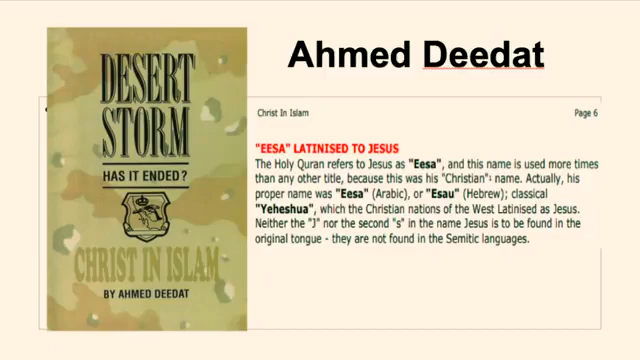 Ahmed Deedat
DESERT
STORM
HAS IT ENDED?
CHRIST IN ISLAM
BY AHMED DEEDAT
Christ In Islam Page 6
"EESA" LATINISED TO JESUS
The Holy Quran refers to Jesus as "Eesa", and this name is used more times
than any other title, because this was his "Christian": name. Actually, his
proper name was "Eesa" (Arabic), or "Esau" (Hebrew); classical
"Yeheshua", which the Christian nations of the West Latinised as Jesus.
Neither the "J" nor the second "s" in the name Jesus is to be found in the
original tongue - they are not found in the Semitic languages.